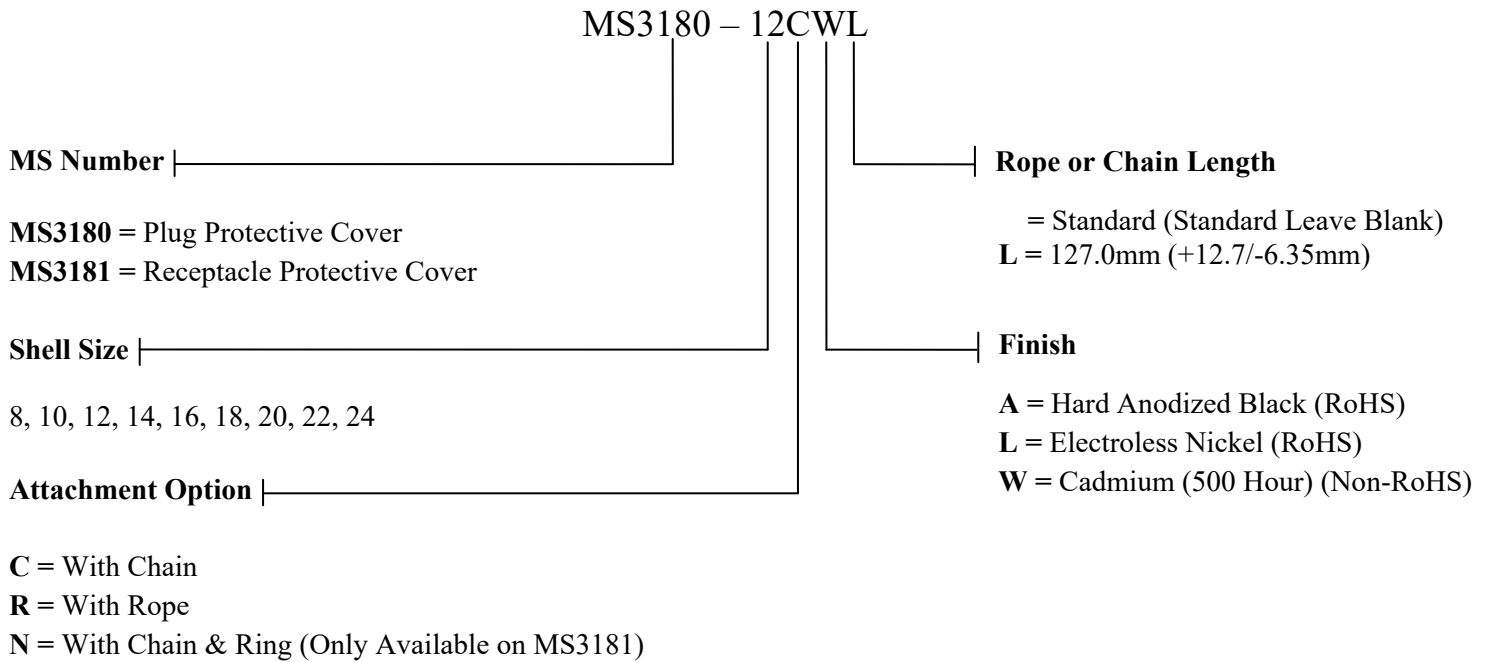 MS3180 – 12CWL
MS Number
MS3180 = Plug Protective Cover
MS3181 = Receptacle Protective Cover
Shell Size
8, 10, 12, 14, 16, 18, 20, 22, 24
Attachment Option
C = With Chain
R = With Rope
N = With Chain & Ring (Only Available on MS3181)
Rope or Chain Length
= Standard (Standard Leave Blank)
L = 127.0mm (+12.7/-6.35mm)
Finish
A = Hard Anodized Black (RoHS)
L = Electroless Nickel (RoHS)
W = Cadmium (500 Hour) (Non-RoHS)